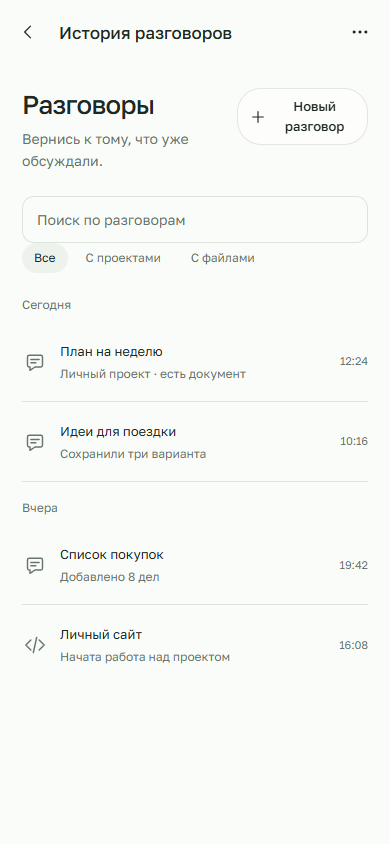 История разговоров
Разговоры
Вернись к тому, что уже
обсуждали.
Новый
разговор
Поиск по разговорам
Все
С проектами
С файлами
Сегодня
План на неделю
Личный проект · есть документ
12:24
Идеи для поездки
Сохранили три варианта
10:16
Вчера
Список покупок
Добавлено 8 дел
19:42
Личный сайт
Начата работа над проектом
16:08